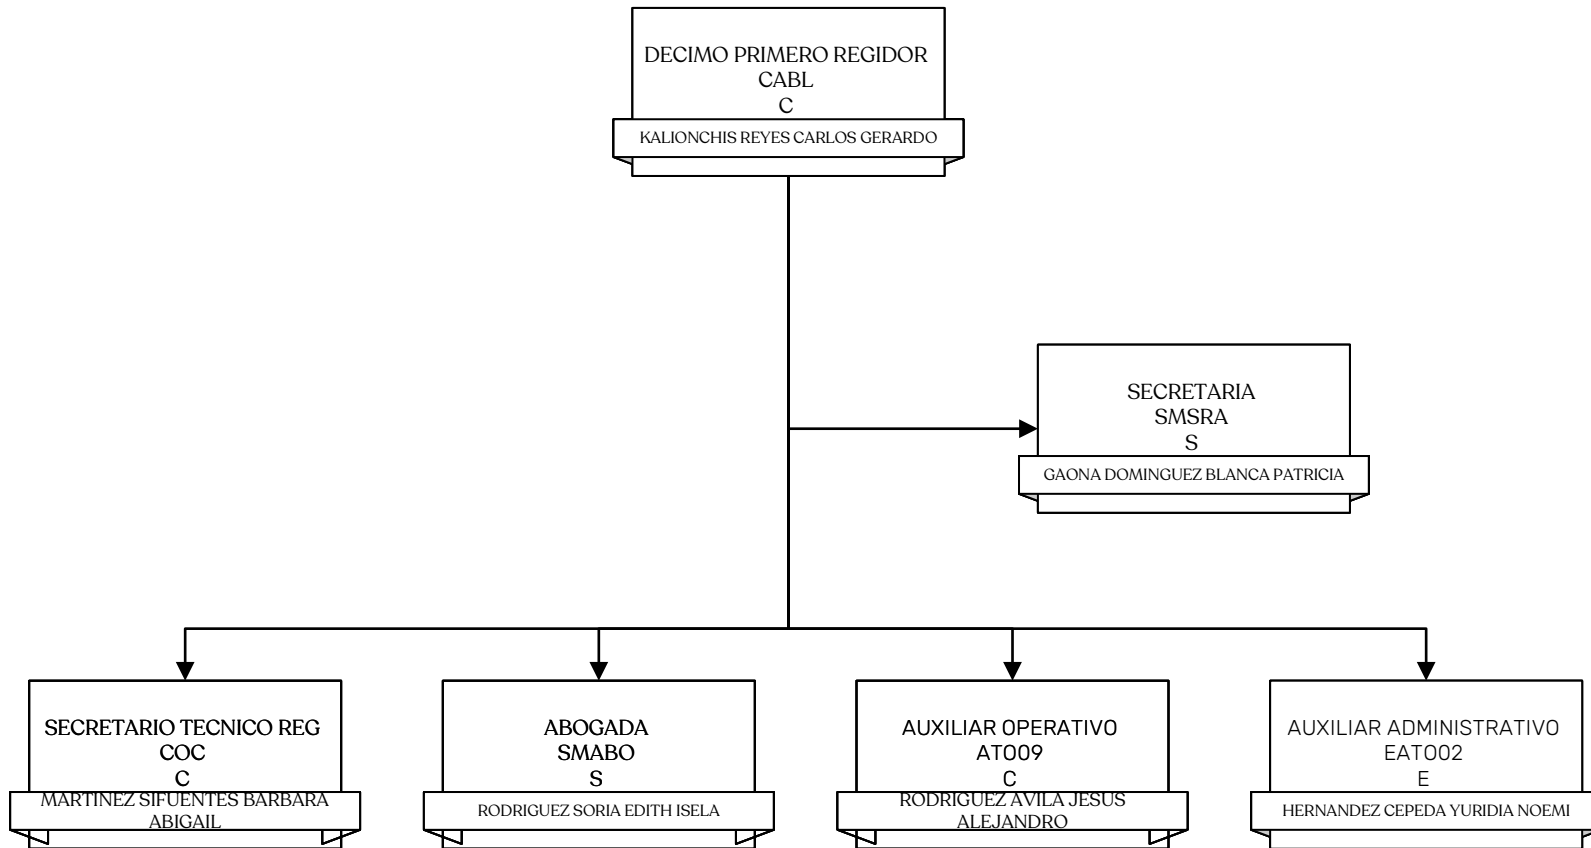 DECIMO PRIMERO REGIDOR
CABL
C
KALIONCHIS REYES CARLOS GERARDO
SECRETARIA
SMSRA
S
GAONA DOMINGUEZ BLANCA PATRICIA
SECRETARIO TECNICO REG
COC
C
MARTINEZ SIFUENTES BARBARA
ABIGAIL
ABOGADA
SMABO
S
RODRIGUEZ SORIA EDITH ISELA
AUXILIAR OPERATIVO
AT009
C
RODRIGUEZ AVILA JESUS
ALEJANDRO
AUXILIAR ADMINISTRATIVO
EAT002
E
HERNANDEZ CEPEDA YURIDIA NOEMI